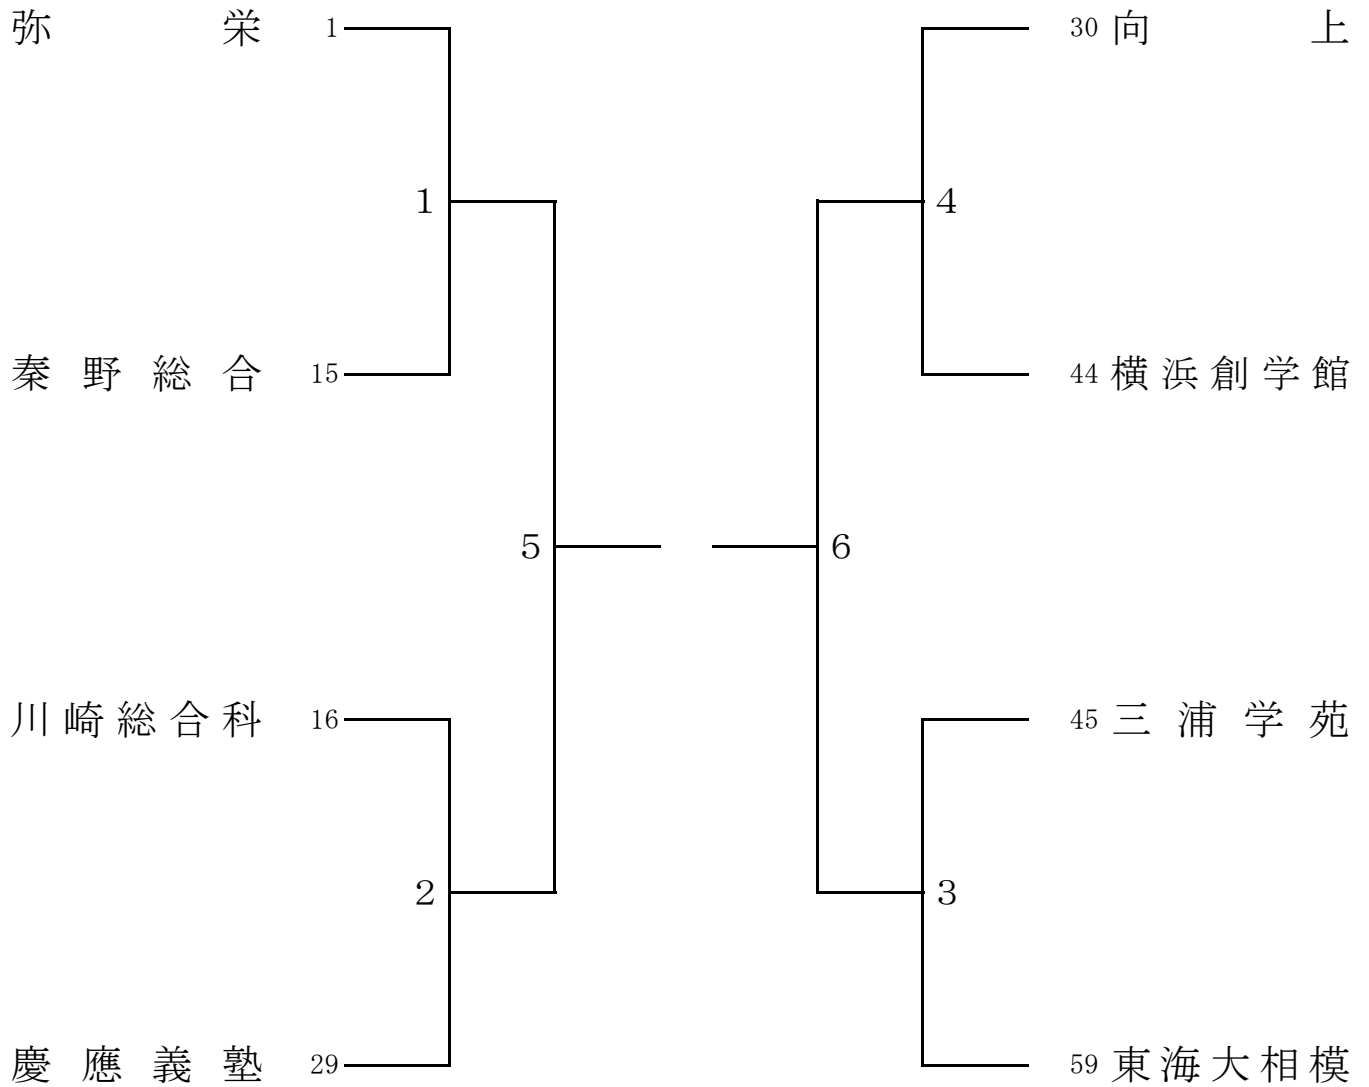 弥栄 1
30 向上
1
4
秦野総合 15
44 横浜創学館
5
6
川崎総合科 16
45 三浦学苑
2
3
慶應義塾 29
59 東海大相模